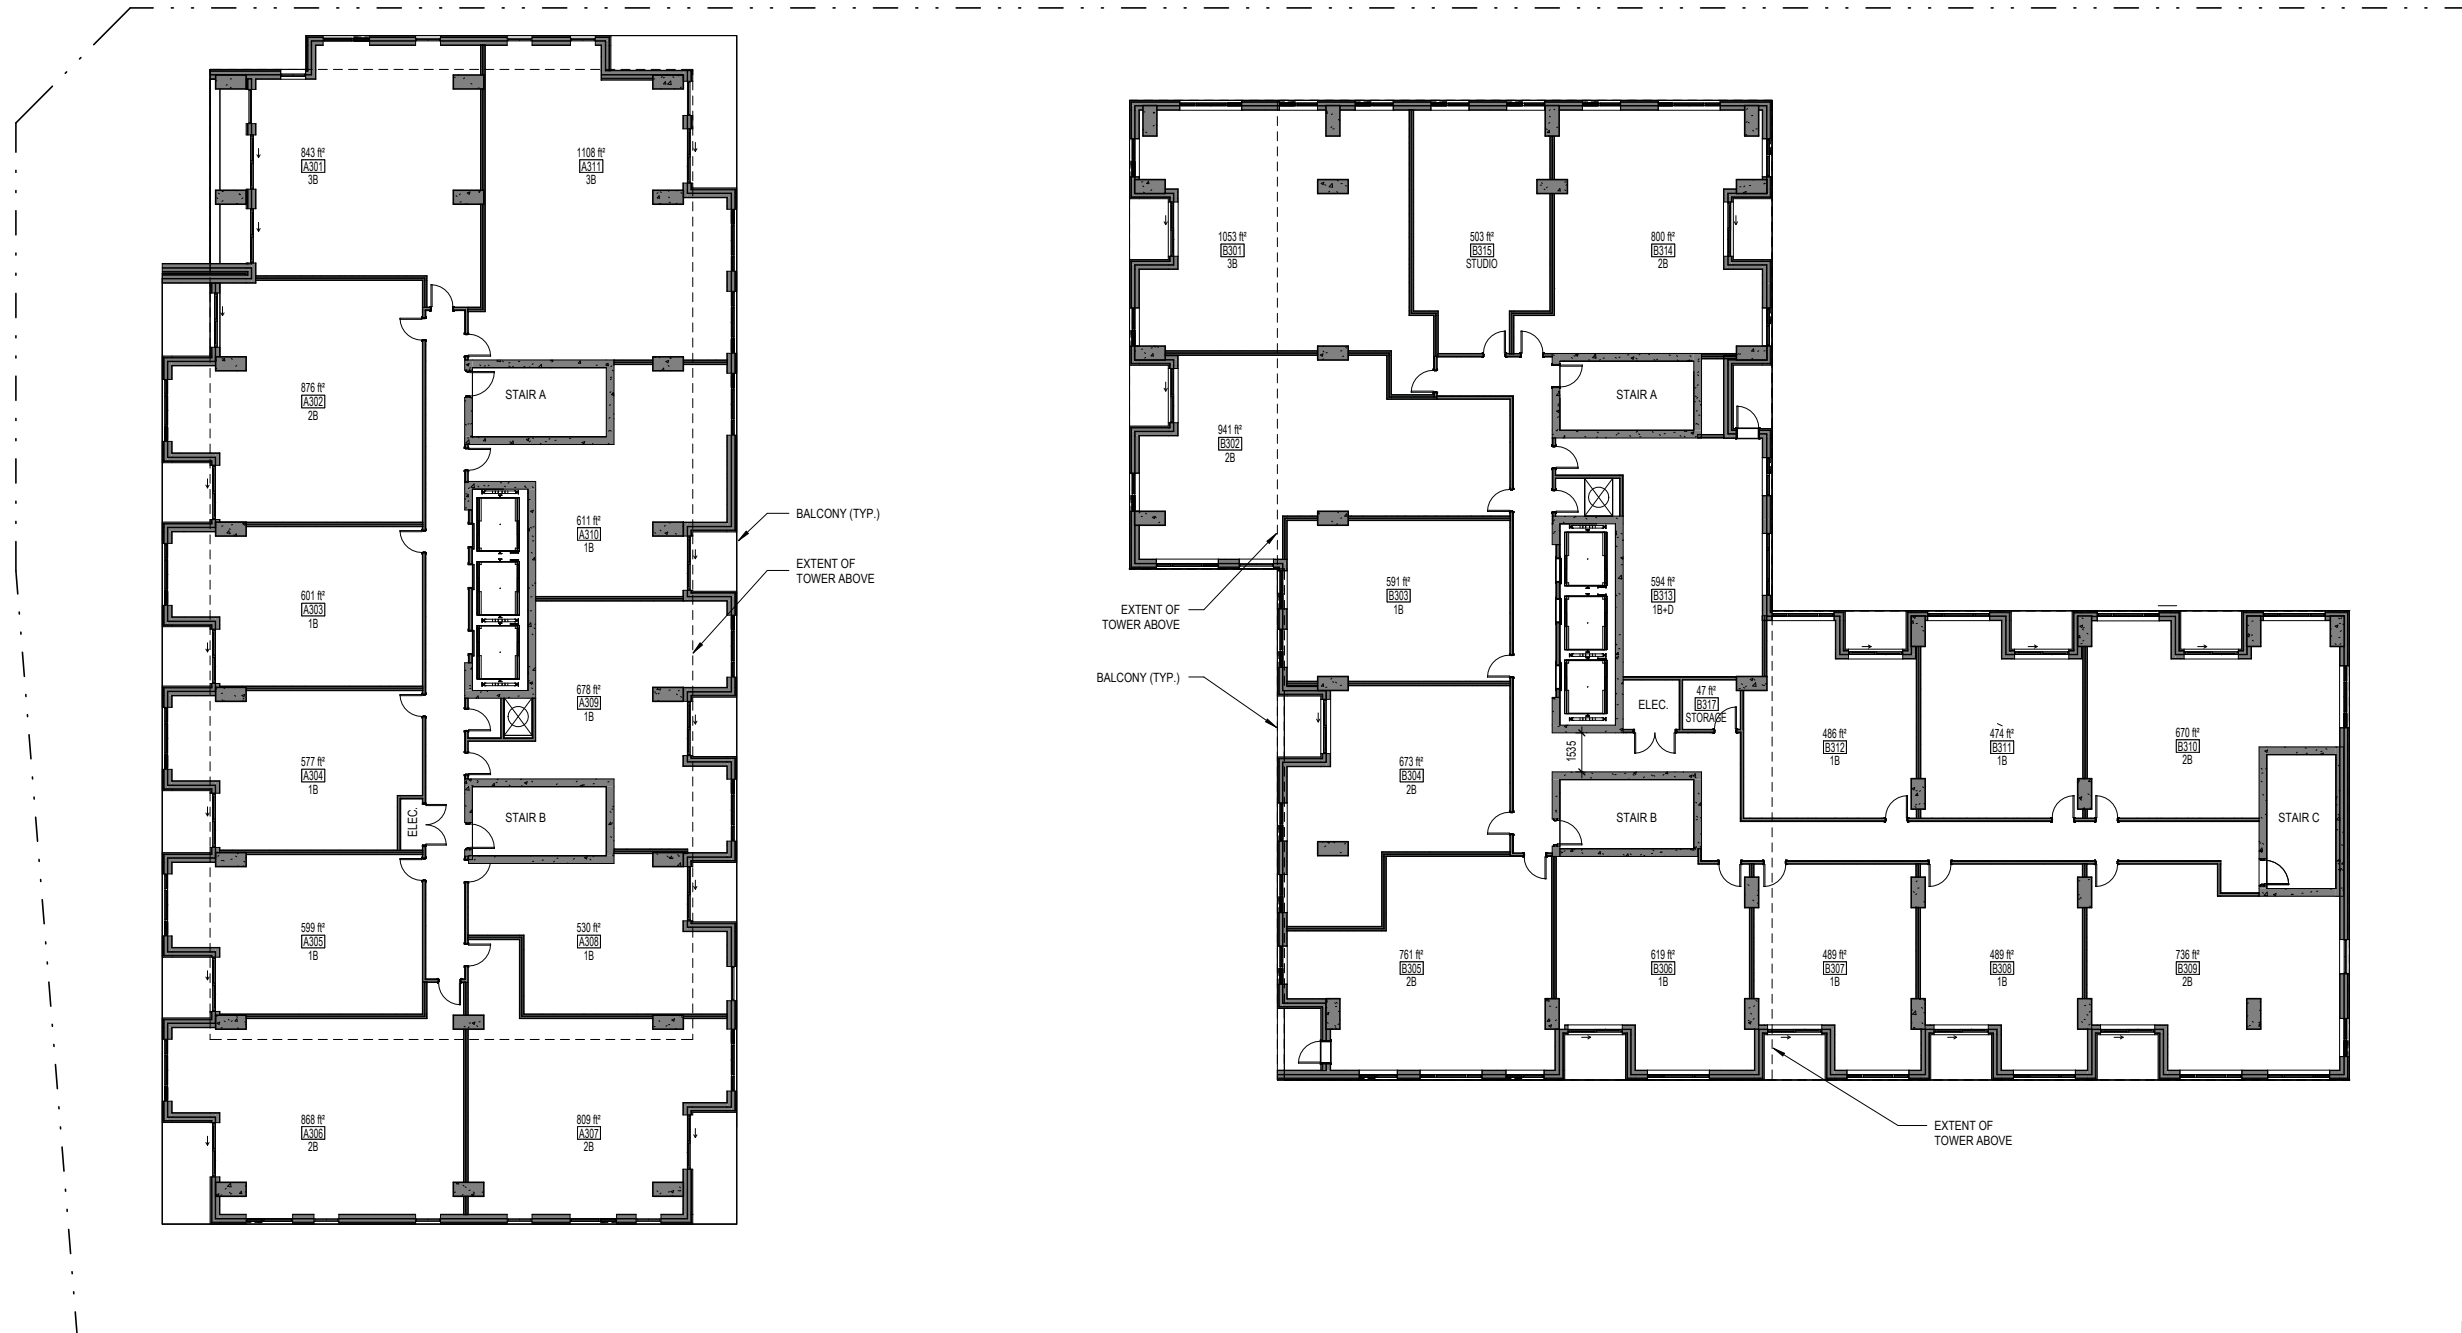 843 ft²
A301
3B
1108 ft²
A311
3B
876 ft²
A302
2B
STAIR A
611 ft²
A310
1B
601 ft²
A303
1B
678 ft²
A309
1B
577 ft²
A304
1B
ELEC.
STAIR B
599 ft²
A305
1B
530 ft²
A308
1B
868 ft²
A306
2B
809 ft²
A307
2B
BALCONY (TYP.)
EXTENT OF
TOWER ABOVE
1053 ft²
B301
3B
503 ft²
B315
STUDIO
800 ft²
B314
2B
STAIR A
941 ft²
B302
2B
591 ft²
B303
1B
594 ft²
B313
1B+D
EXTENT OF
TOWER ABOVE
BALCONY (TYP.)
ELEC.
47 ft²
B317
STORAGE
1535
673 ft²
B304
2B
486 ft²
B312
1B
474 ft²
B311
1B
670 ft²
B310
2B
STAIR B
STAIR C
761 ft²
B305
2B
619 ft²
B306
1B
489 ft²
B307
1B
489 ft²
B308
1B
736 ft²
B309
2B
EXTENT OF
TOWER ABOVE